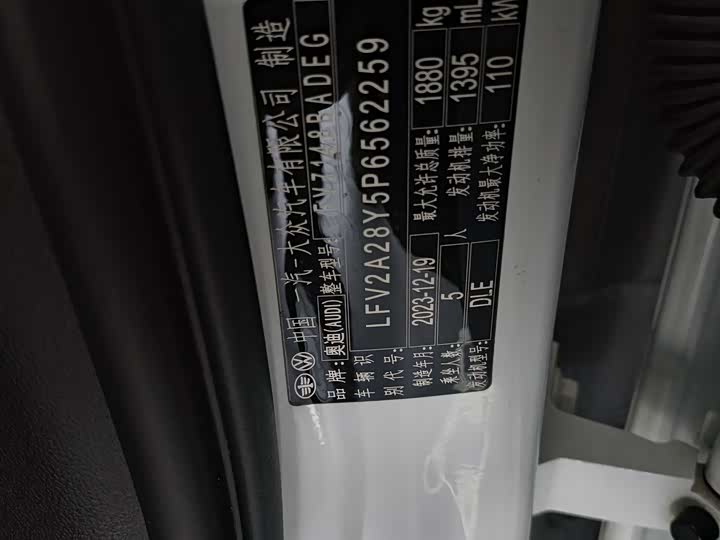 中国 一汽-大众汽车有限公司 制造
品牌:奥迪(AUDI) 整车型号: FV7148BADEG
车辆识别代号: LFV2A28Y5P6562259
制造年月: 2023-12-19 最大允许总质量: 1880 kg
乘坐人数: 5 人 发动机排量: 1395 mL
发动机型号: DLE 发动机最大净功率: 110 kW